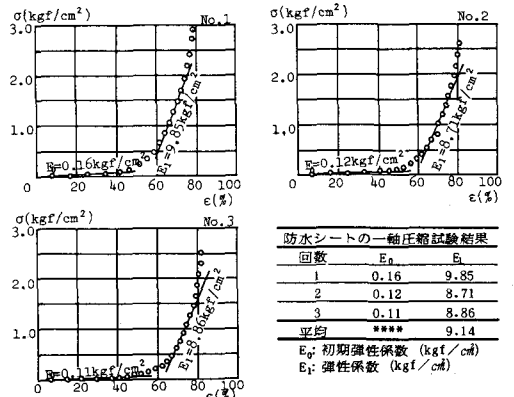 σ(kgf/cm²) No.1
3.0
2.0
1.0
E=0.16kgf/cm²
E₁=9.85kgf/cm²
0 20 40 60 80 100
ε(%)
σ(kgf/cm²) No.2
3.0
2.0
1.0
E=0.12kgf/cm²
E₁=8.71kgf/cm²
0 20 40 60 80 100
ε(%)
σ(kgf/cm²) No.3
3.0
2.0
1.0
E=0.11kgf/cm²
E₁=8.86kgf/cm²
0 20 40 60 80 100
ε(%)
防水シートの一軸圧縮試験結果
回数 E₀ E₁
1 0.16 9.85
2 0.12 8.71
3 0.11 8.86
平均 **** 9.14
E₀: 初期弾性係数 (kgf/cm²)
E₁: 弾性係数 (kgf/cm²)